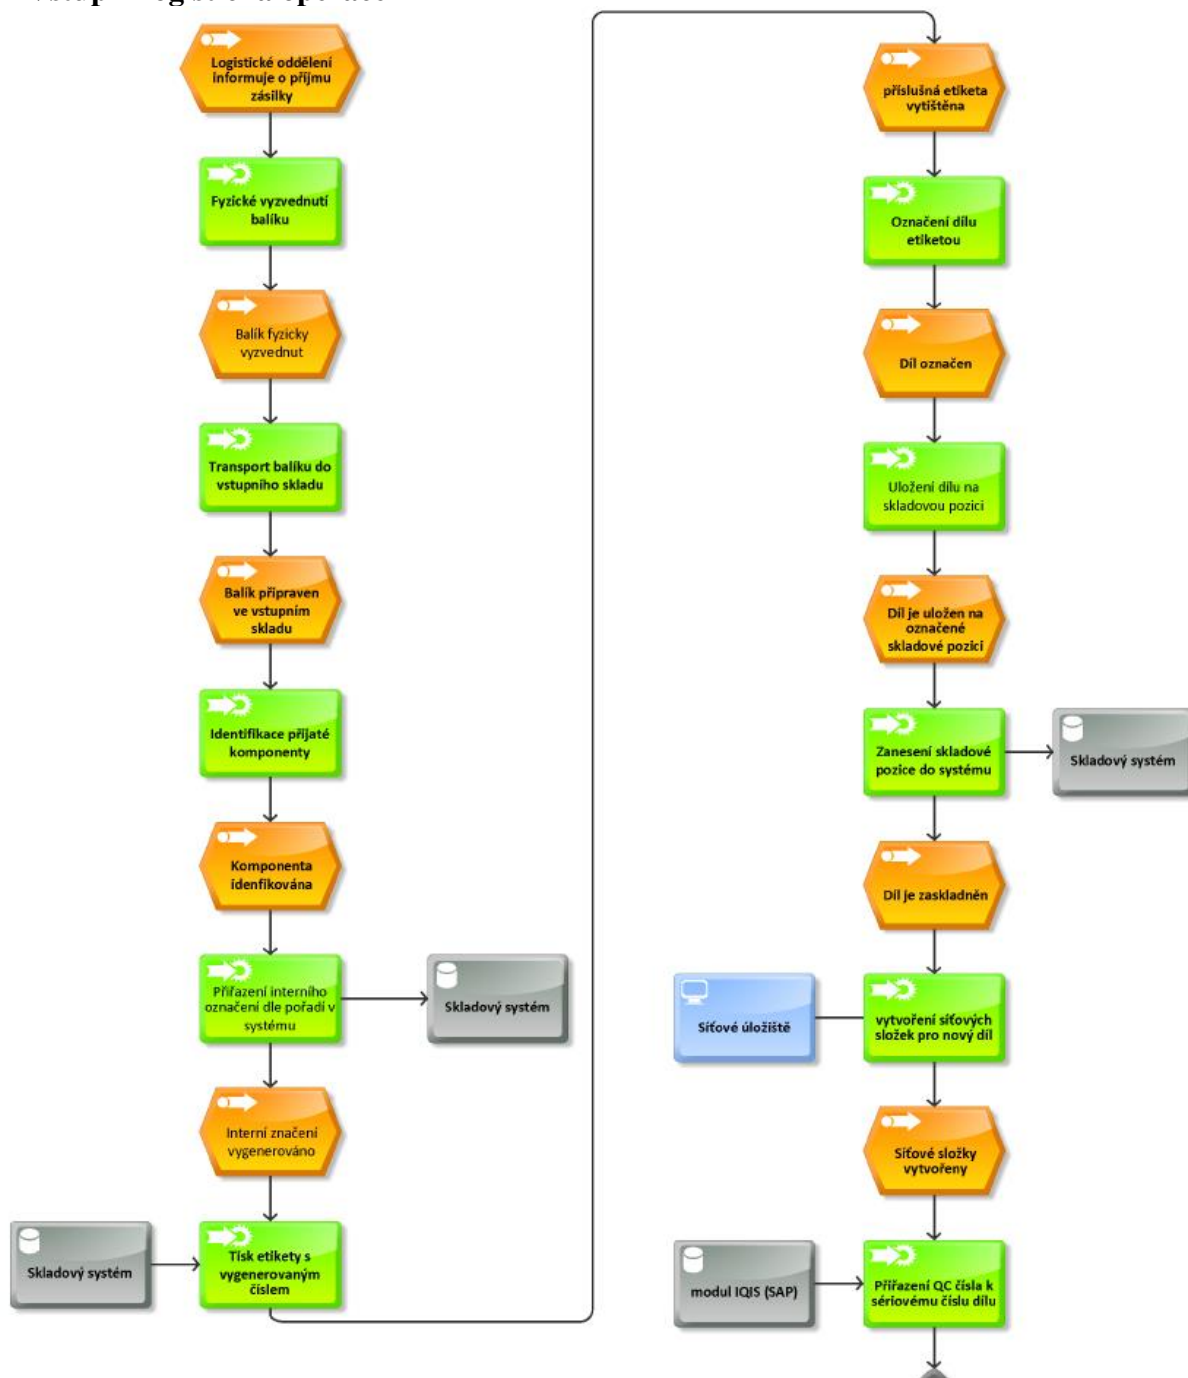 Logistické oddělení
informuje o příjmu
zásilky
Fyzické vyzvednutí
balíku
Balík fyzicky
vyzvednut
Transport balíku do
vstupního skladu
Balík připraven
ve vstupním
skladu
Identifikace přijaté
komponenty
Komponenta
idenfikována
Přiřazení interního
označení dle pořadí v
systému
Skladový systém
Interní značení
vygenerováno
Skladový systém
Tisk etikety s
vygenerovaným
číslem
příslušná etiketa
vytištěna
Označení dílu
etiketou
Díl označen
Uložení dílu na
skladovou pozici
Díl je uložen na
označené
skladové pozici
Zanesení skladové
pozice do systému
Skladový systém
Díl je zaskladněn
Síťové úložiště
vytvoření síťových
složek pro nový díl
Síťové složky
vytvořeny
modul IQIS (SAP)
Přiřazení QC čísla k
sériovému číslu dílu